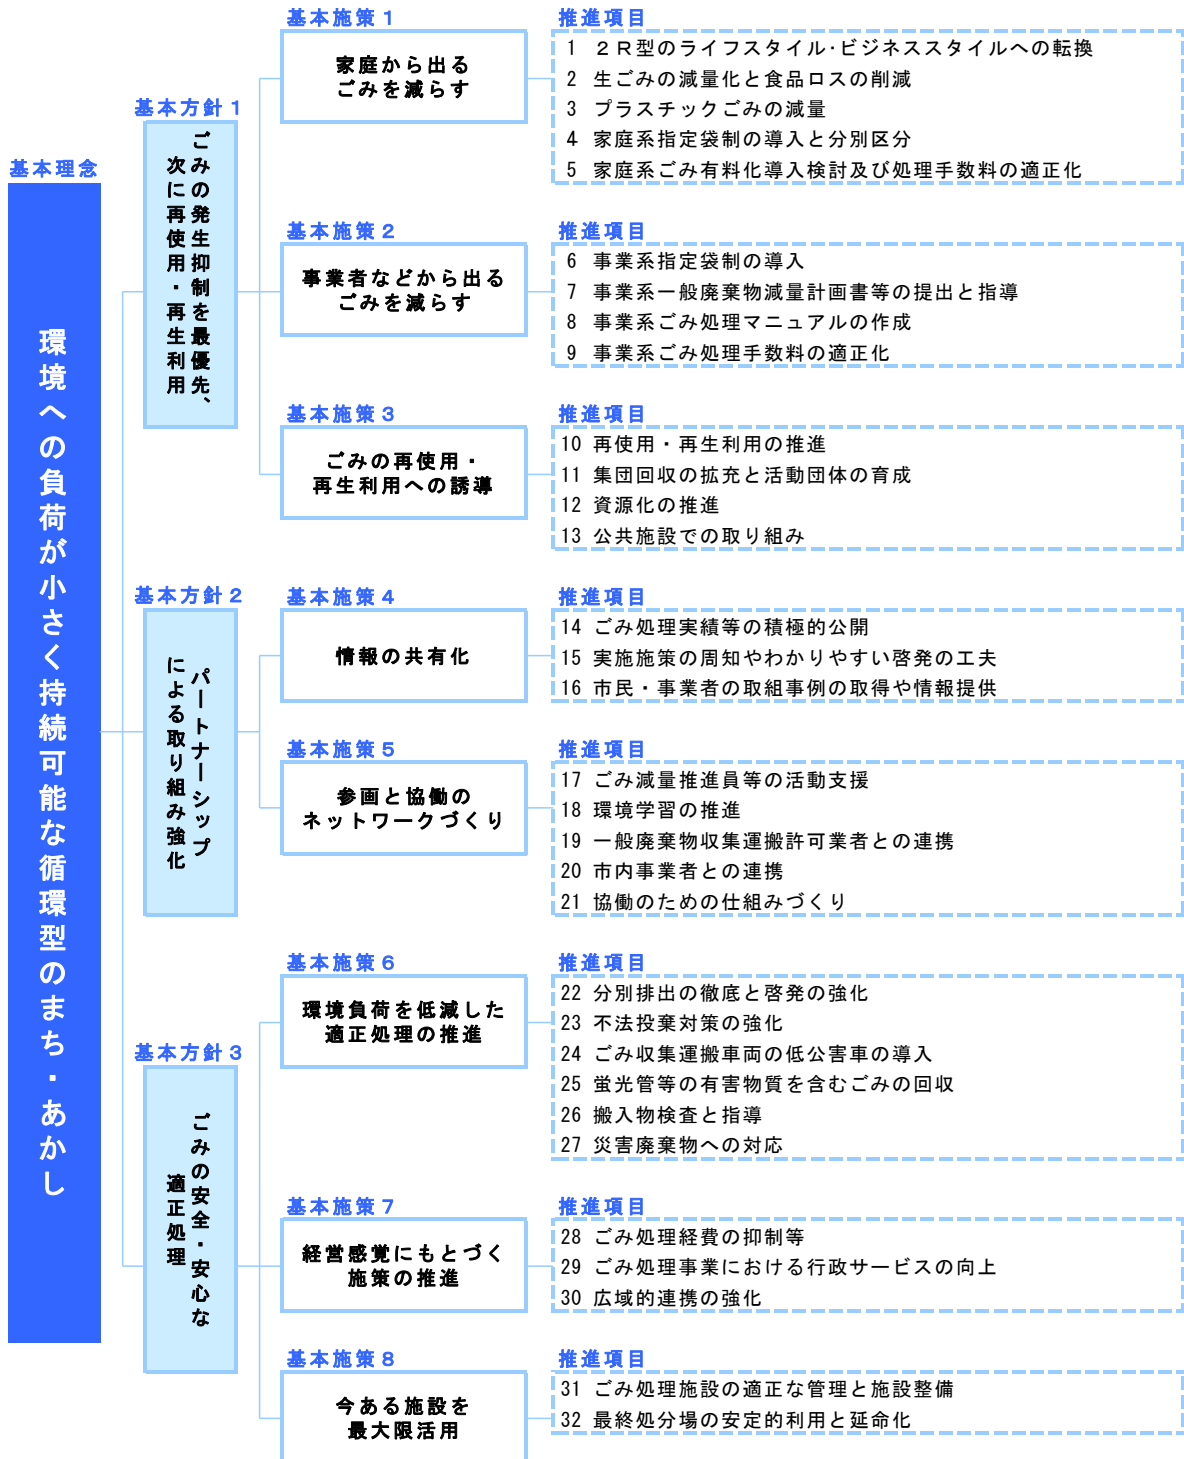 基本理念
環境への負荷が小さく持続可能な循環型のまち・あかし
基本方針１
ごみの発生抑制を最優先、
次に再使用・再生利用
基本施策１
家庭から出る
ごみを減らす
推進項目
1 ２Ｒ型のライフスタイル･ビジネススタイルへの転換
2 生ごみの減量化と食品ロスの削減
3 プラスチックごみの減量
4 家庭系指定袋制の導入と分別区分
5 家庭系ごみ有料化導入検討及び処理手数料の適正化
基本施策２
事業者などから出る
ごみを減らす
推進項目
6 事業系指定袋制の導入
7 事業系一般廃棄物減量計画書等の提出と指導
8 事業系ごみ処理マニュアルの作成
9 事業系ごみ処理手数料の適正化
基本施策３
ごみの再使用・
再生利用への誘導
推進項目
10 再使用・再生利用の推進
11 集団回収の拡充と活動団体の育成
12 資源化の推進
13 公共施設での取り組み
基本方針２
パートナーシップ
による取り組み強化
基本施策４
情報の共有化
推進項目
14 ごみ処理実績等の積極的公開
15 実施施策の周知やわかりやすい啓発の工夫
16 市民・事業者の取組事例の取得や情報提供
基本施策５
参画と協働の
ネットワークづくり
推進項目
17 ごみ減量推進員等の活動支援
18 環境学習の推進
19 一般廃棄物収集運搬許可業者との連携
20 市内事業者との連携
21 協働のための仕組みづくり
基本方針３
ごみの安全・安心な
適正処理
基本施策６
環境負荷を低減した
適正処理の推進
推進項目
22 分別排出の徹底と啓発の強化
23 不法投棄対策の強化
24 ごみ収集運搬車両の低公害車の導入
25 蛍光管等の有害物質を含むごみの回収
26 搬入物検査と指導
27 災害廃棄物への対応
基本施策７
経営感覚にもとづく
施策の推進
推進項目
28 ごみ処理経費の抑制等
29 ごみ処理事業における行政サービスの向上
30 広域的連携の強化
基本施策８
今ある施設を
最大限活用
推進項目
31 ごみ処理施設の適正な管理と施設整備
32 最終処分場の安定的利用と延命化